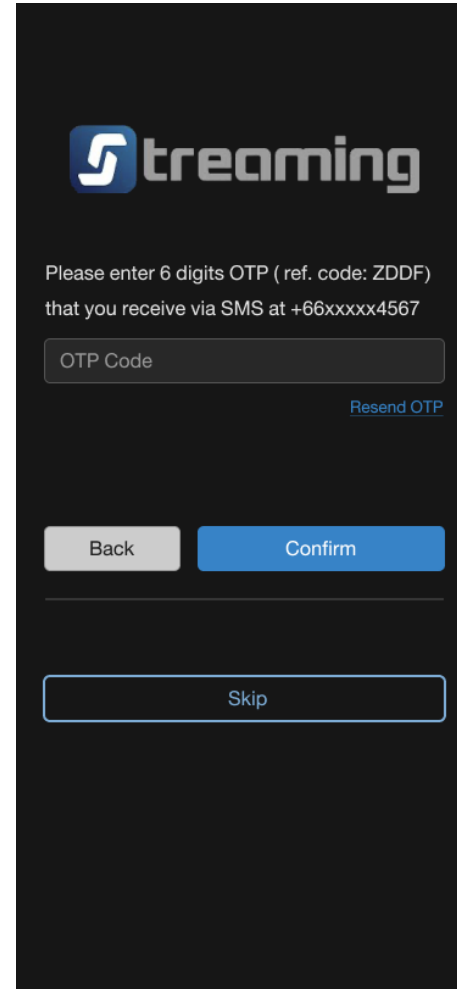 Streaming
Please enter 6 digits OTP ( ref. code: ZDDF)
that you receive via SMS at +66xxxxx4567
OTP Code
Resend OTP
Back
Confirm
Skip